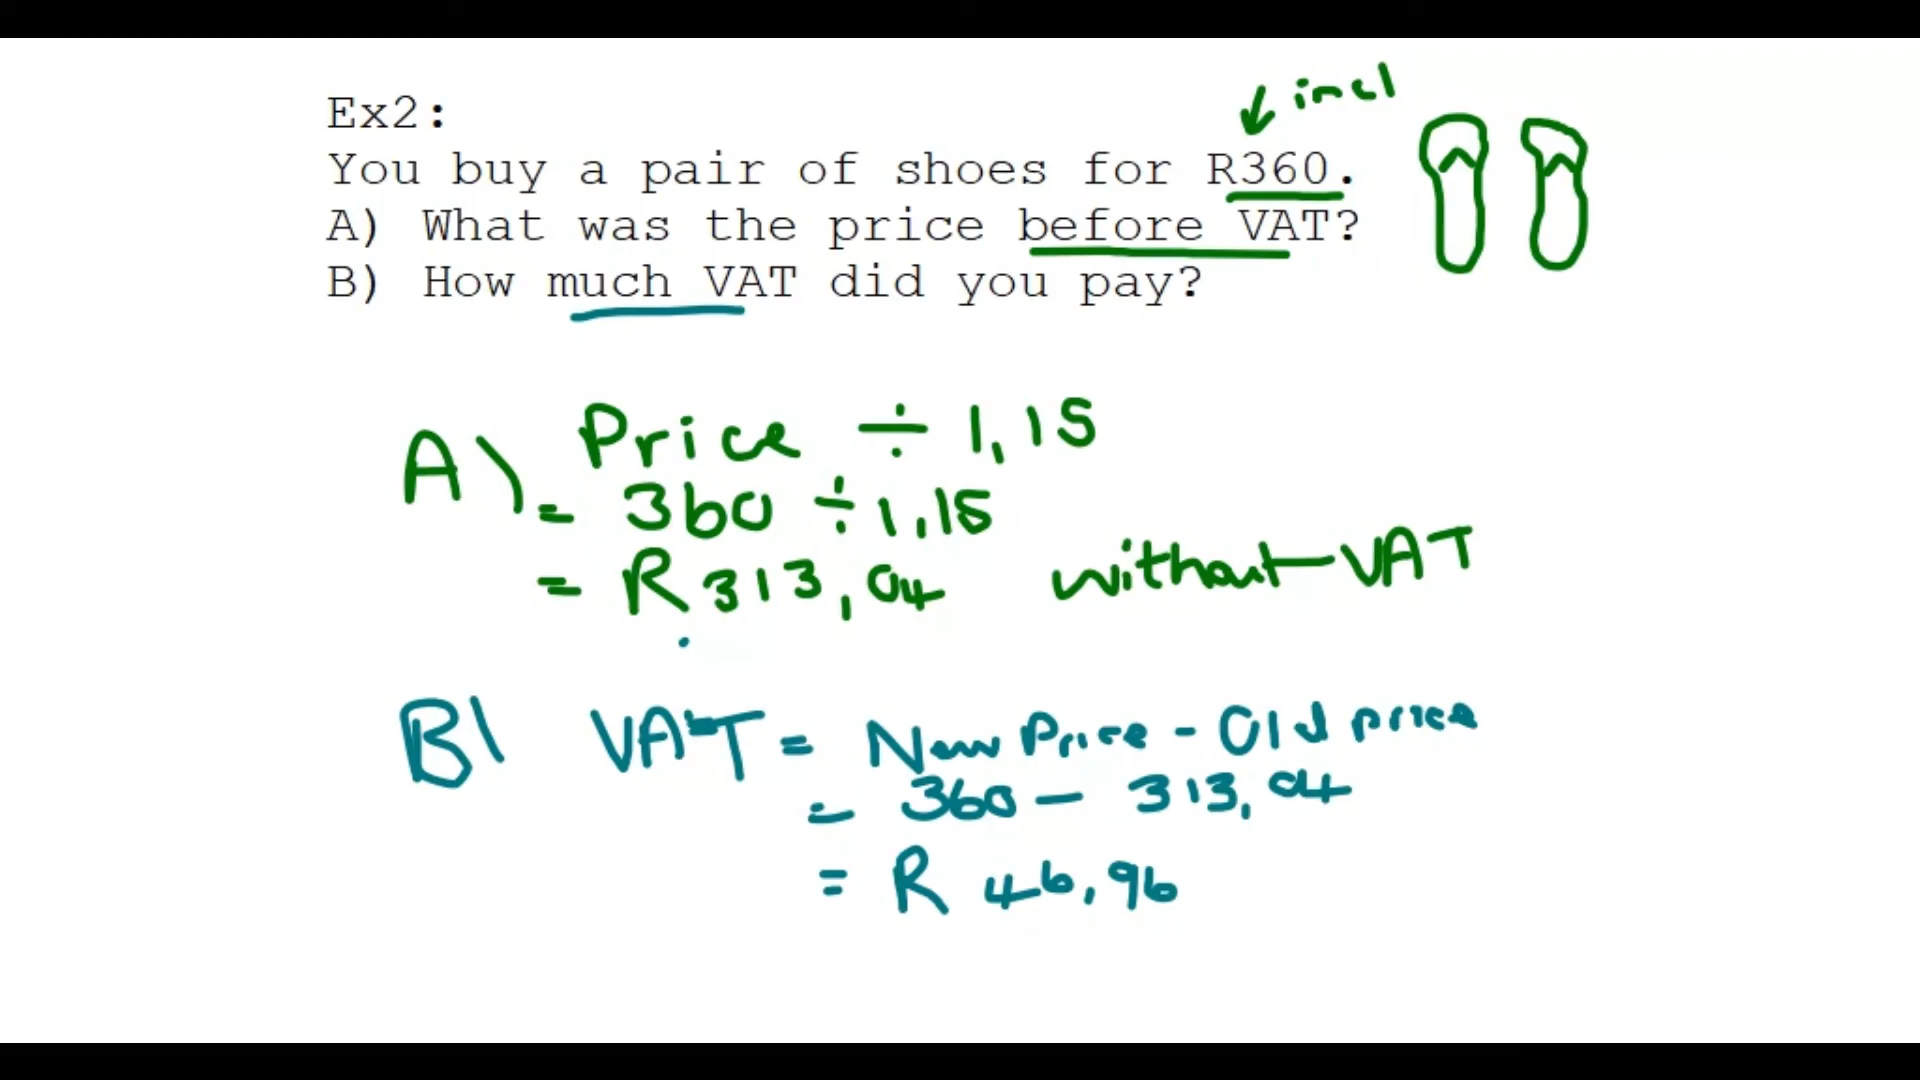 Ex2:
incl
You buy a pair of shoes for R360.
A) What was the price before VAT?
B) How much VAT did you pay?
A) Price ÷ 1,15
= 360 ÷ 1,15
= R313,04 without VAT
B) VAT = New Price - Old price
= 360 - 313,04
= R 46,96